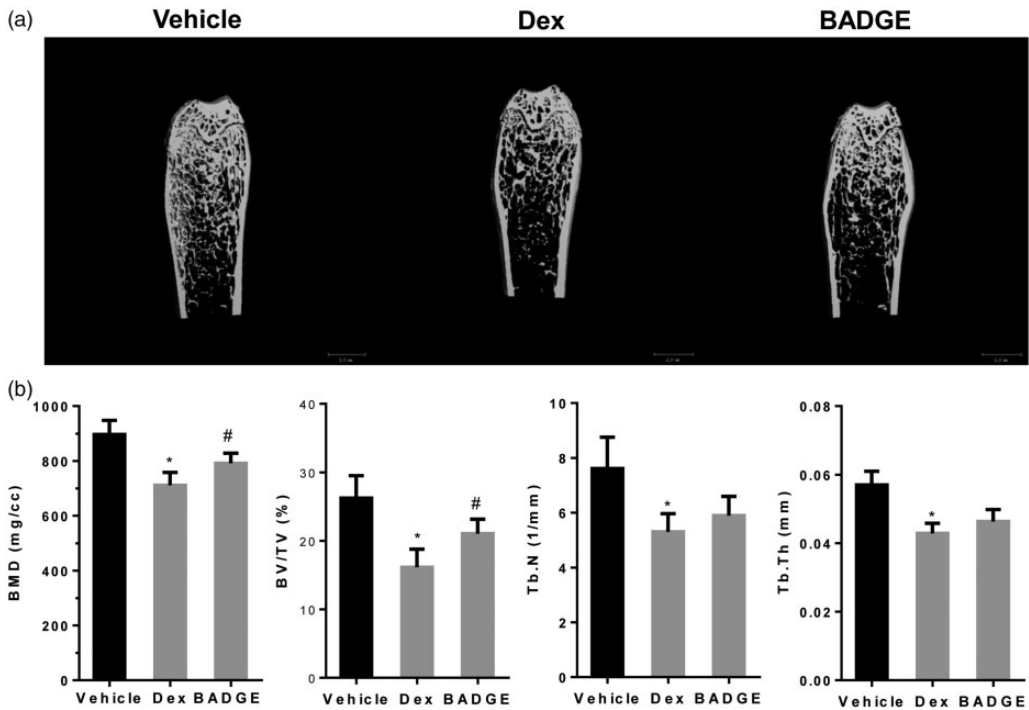 (a) Vehicle Dex BADGE
(b)
BMD (mg/cc)
1000
800
600
400
200
0
*
#
Vehicle Dex BADGE
BV/TV (%)
40
30
20
10
0
*
#
Vehicle Dex BADGE
Tb.N (1/mm)
10
8
6
4
2
0
*
Vehicle Dex BADGE
Tb.Th (mm)
0.08
0.06
0.04
0.02
0.00
*
Vehicle Dex BADGE